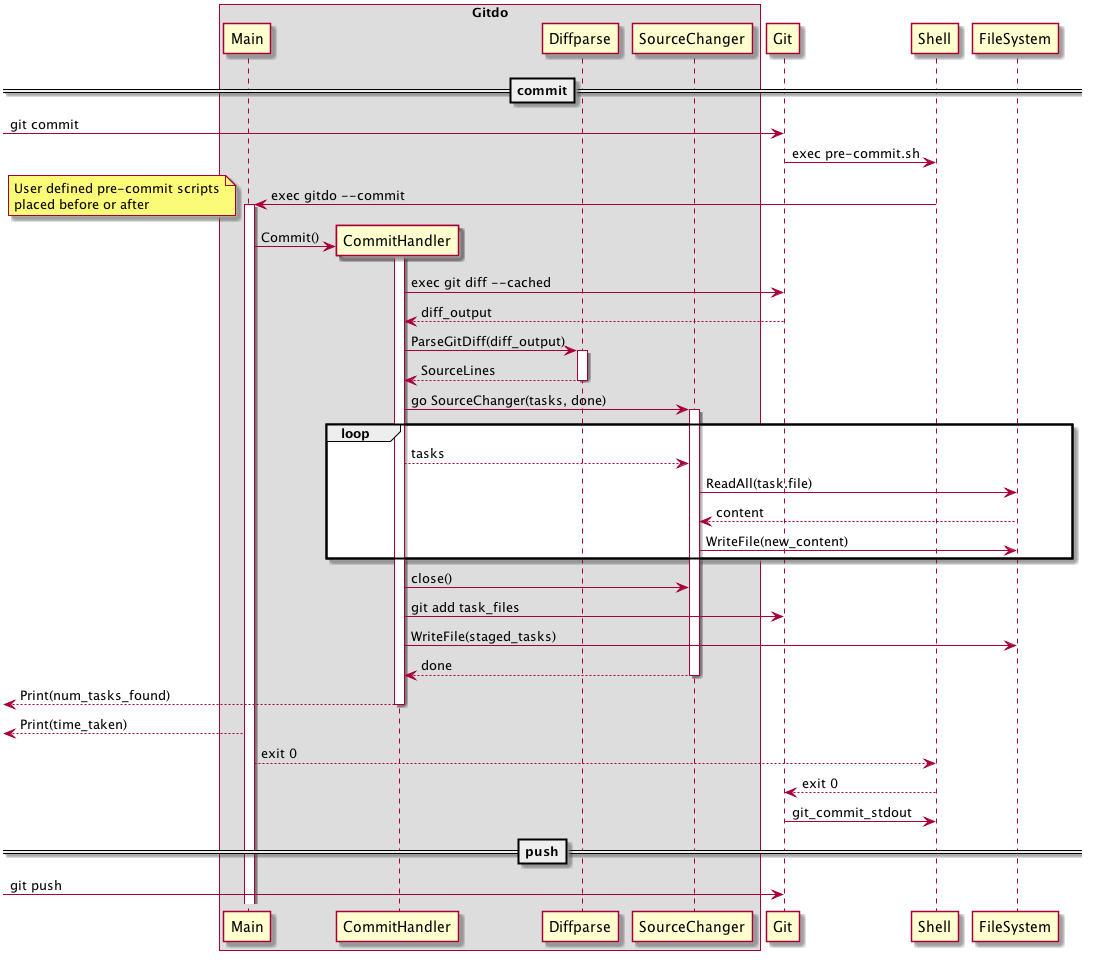 Gitdo
Main
Diffparse
SourceChanger
Git
Shell
FileSystem
commit
git commit
exec pre-commit.sh
User defined pre-commit scripts
placed before or after
exec gitdo --commit
Commit()
CommitHandler
exec git diff --cached
diff_output
ParseGitDiff(diff_output)
SourceLines
go SourceChanger(tasks, done)
loop
tasks
ReadAll(task.file)
content
WriteFile(new_content)
close()
git add task_files
WriteFile(staged_tasks)
done
Print(num_tasks_found)
Print(time_taken)
exit 0
exit 0
git_commit_stdout
push
git push
Main
CommitHandler
Diffparse
SourceChanger
Git
Shell
FileSystem